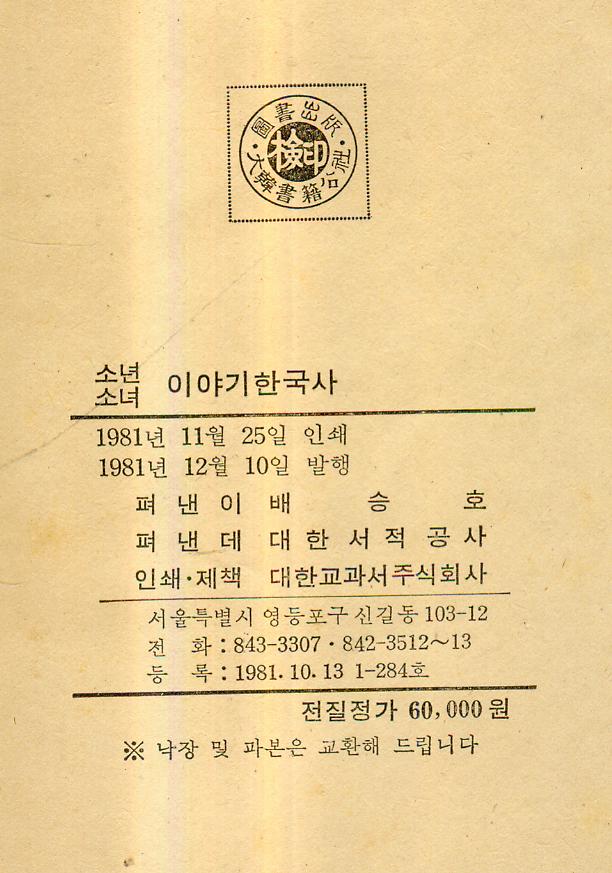 圖書出版
檢印
大韓書籍公社
소년
소녀 이야기한국사
1981년 11월 25일 인쇄
1981년 12월 10일 발행
펴 낸 이 배 승 호
펴 낸 데 대 한 서 적 공 사
인쇄·제책 대한교과서주식회사
서울특별시 영등포구 신길동 103-12
전 화 : 843-3307 · 842-3512~13
등 록 : 1981. 10. 13 1-284호
전질정가 60,000 원
※ 낙장 및 파본은 교환해 드립니다